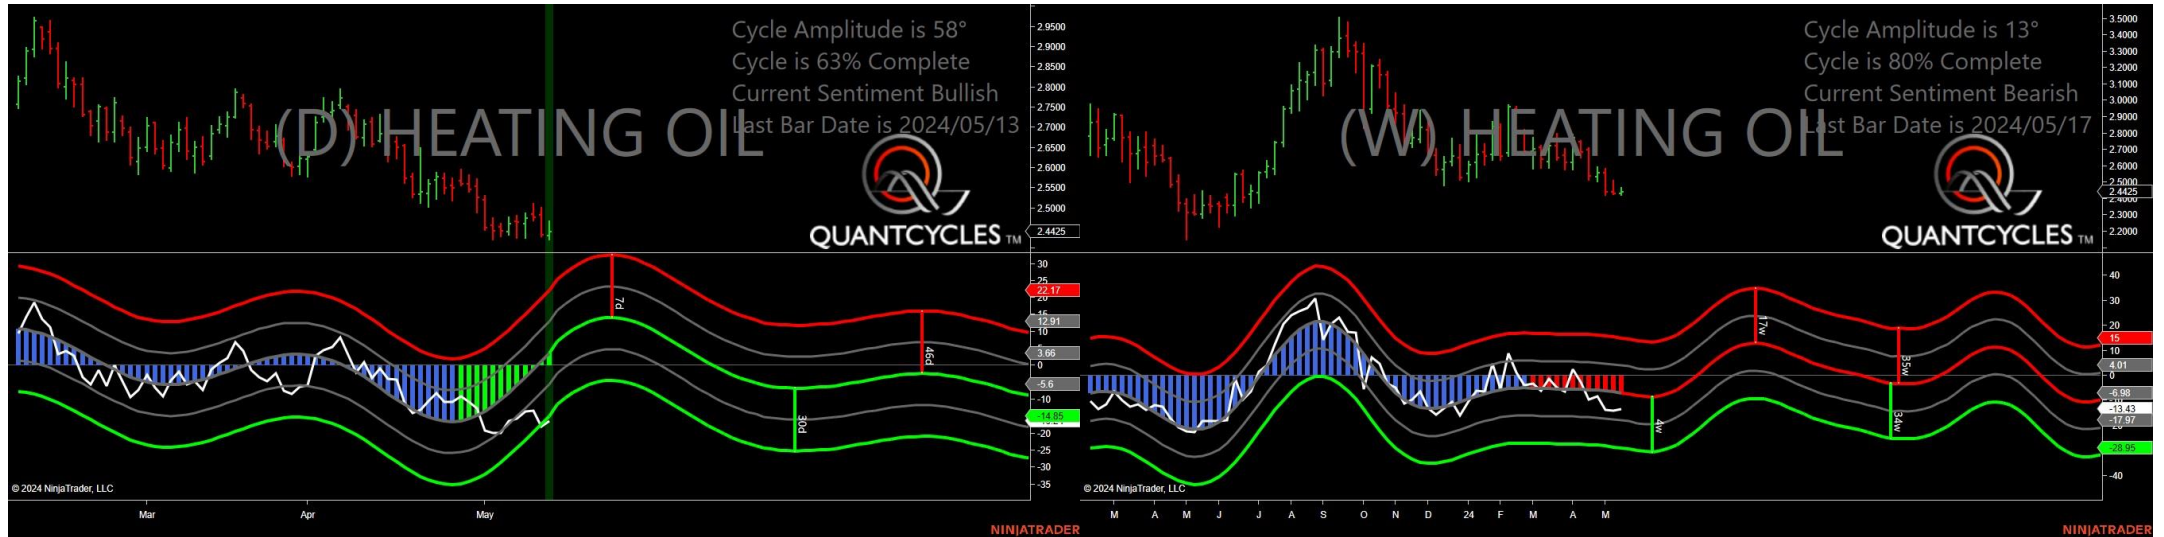 Cycle Amplitude is 58°
Cycle is 63% Complete
Current Sentiment Bullish
Last Bar Date is 2024/05/13
(D) HEATING OIL
QUANTCYCLES TM
2.9500
2.9000
2.8500
2.7500
2.7000
2.6500
2.6000
2.5500
2.5000
2.4425
30
25
22.17
20
15
12.91
10
5
3.66
0
-5.6
-10
-14.85
-20
-25
-30
-35
7d
30d
46d
© 2024 NinjaTrader, LLC
Mar
Apr
May
NINJATRADER
Cycle Amplitude is 13°
Cycle is 80% Complete
Current Sentiment Bearish
Last Bar Date is 2024/05/17
(W) HEATING OIL
QUANTCYCLES TM
3.5000
3.4000
3.3000
3.2000
3.1000
3.0000
2.9000
2.8000
2.7000
2.6000
2.5000
2.4425
2.4000
2.3000
2.2000
40
30
20
15
10
4.01
0
-6.98
-13.43
-17.97
-28.95
-40
4w
17w
34w
35w
© 2024 NinjaTrader, LLC
M A M J J A S O N D 24 F M A M
NINJATRADER